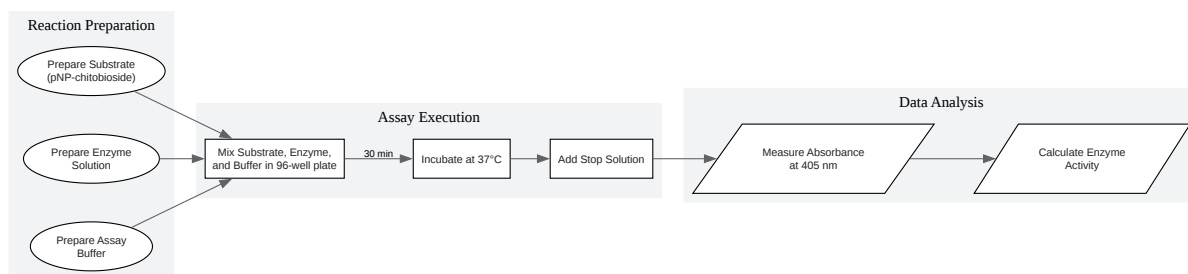 Reaction Preparation
Prepare Substrate
(pNP-chitobioside)
Prepare Enzyme
Solution
Prepare Assay
Buffer
Assay Execution
Mix Substrate, Enzyme,
and Buffer in 96-well plate
30 min
Incubate at 37°C
Add Stop Solution
Data Analysis
Measure Absorbance
at 405 nm
Calculate Enzyme
Activity